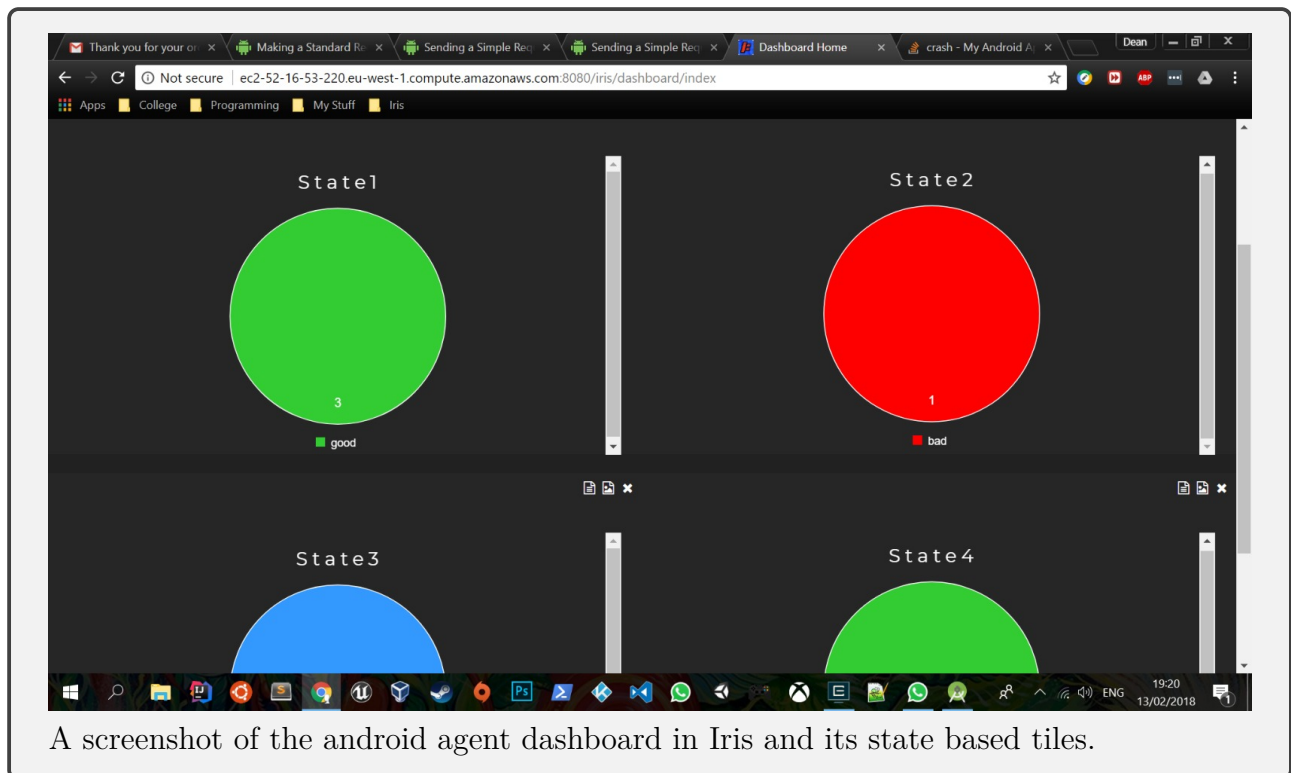 Thank you for your or
Making a Standard Re
Sending a Simple Req
Sending a Simple Req
Dashboard Home
crash - My Android A
Dean
Not secure ec2-52-16-53-220.eu-west-1.compute.amazonaws.com:8080/iris/dashboard/index
ABP
Apps College Programming My Stuff Iris
State1
State2
3
1
good
bad
State3
State4
Ps
ENG
19:20
13/02/2018
1
A screenshot of the android agent dashboard in Iris and its state based tiles.